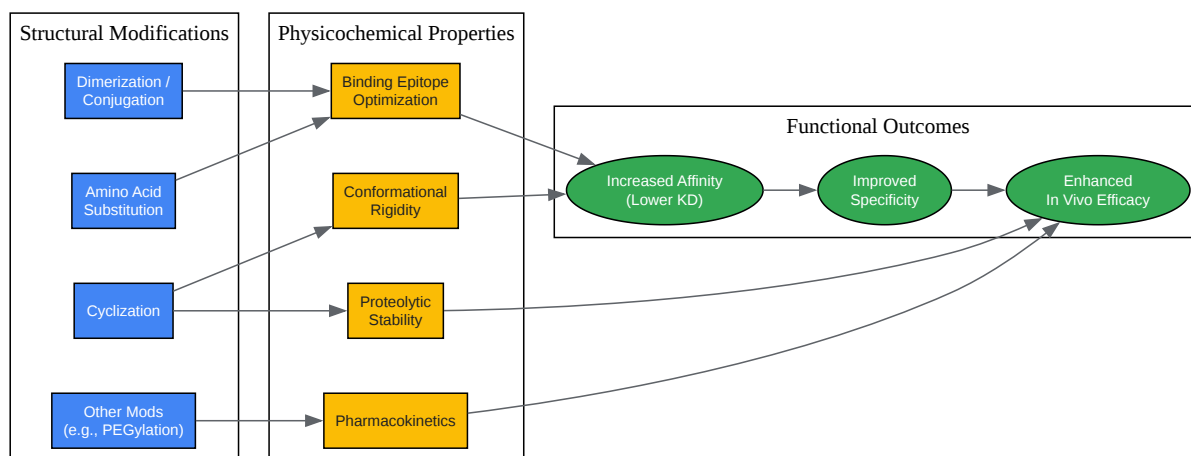 Structural Modifications
Dimerization /
Conjugation
Amino Acid
Substitution
Cyclization
Other Mods
(e.g., PEGylation)
Physicochemical Properties
Binding Epitope
Optimization
Conformational
Rigidity
Proteolytic
Stability
Pharmacokinetics
Functional Outcomes
Increased Affinity
(Lower KD)
Improved
Specificity
Enhanced
In Vivo Efficacy